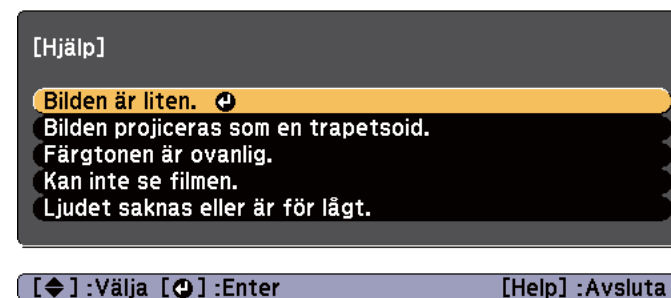 [Hjälp]
Bilden är liten.
Bilden projiceras som en trapetsoid.
Färgtonen är ovanlig.
Kan inte se filmen.
Ljudet saknas eller är för lågt.
[◆] :Välja [⏎] :Enter [Help] :Avsluta